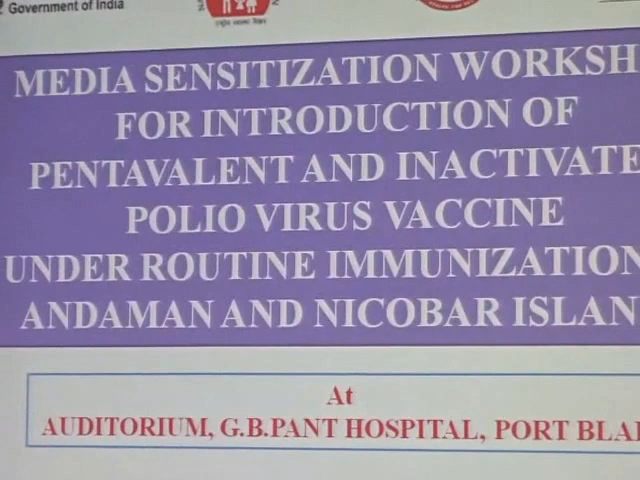 Government of India
MEDIA SENSITIZATION WORKSH
FOR INTRODUCTION OF
PENTAVALENT AND INACTIVATE
POLIO VIRUS VACCINE
UNDER ROUTINE IMMUNIZATION
ANDAMAN AND NICOBAR ISLAN
At
AUDITORIUM, G.B.PANT HOSPITAL, PORT BLAI